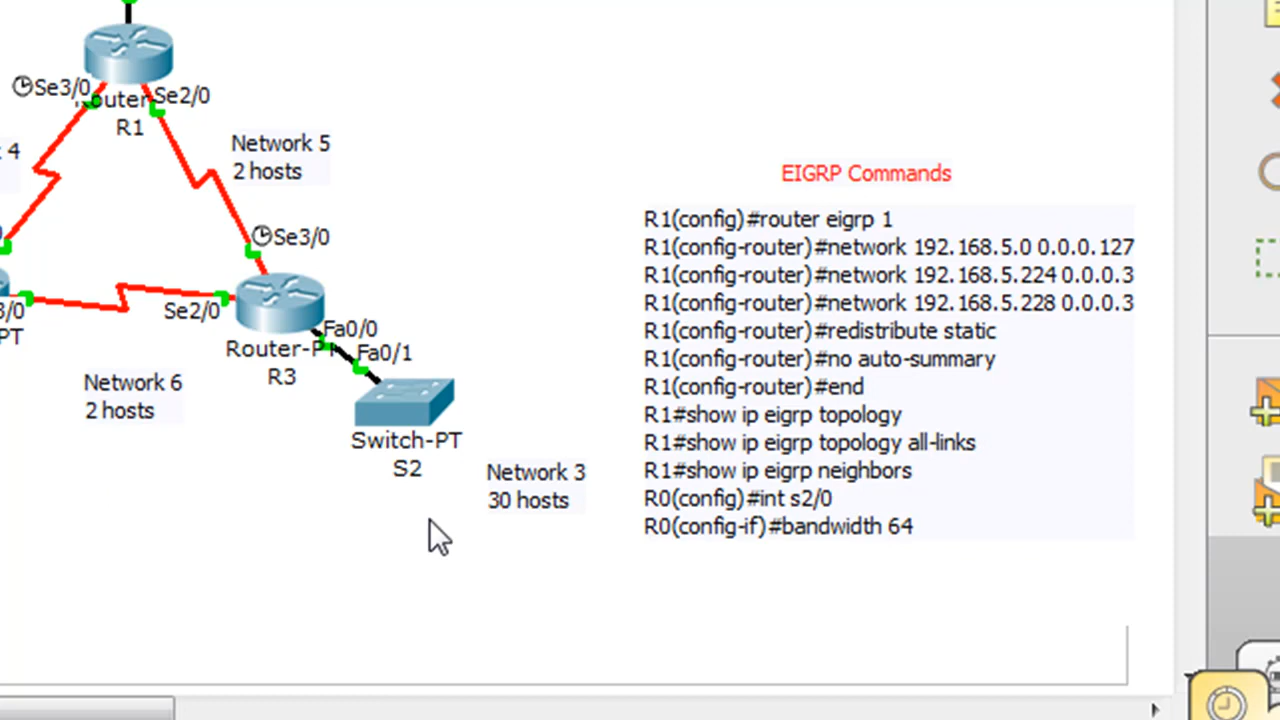 Se3/0
Se2/0
R1
4
Network 5
2 hosts
EIGRP Commands
R1(config)#router eigrp 1
R1(config-router)#network 192.168.5.0 0.0.0.127
R1(config-router)#network 192.168.5.224 0.0.0.3
R1(config-router)#network 192.168.5.228 0.0.0.3
R1(config-router)#redistribute static
R1(config-router)#no auto-summary
R1(config-router)#end
R1#show ip eigrp topology
R1#show ip eigrp topology all-links
R1#show ip eigrp neighbors
R0(config)#int s2/0
R0(config-if)#bandwidth 64
Se3/0
Se2/0
3/0
PT
Fa0/0
Fa0/1
Router-PT
R3
Network 6
2 hosts
Switch-PT
S2
Network 3
30 hosts